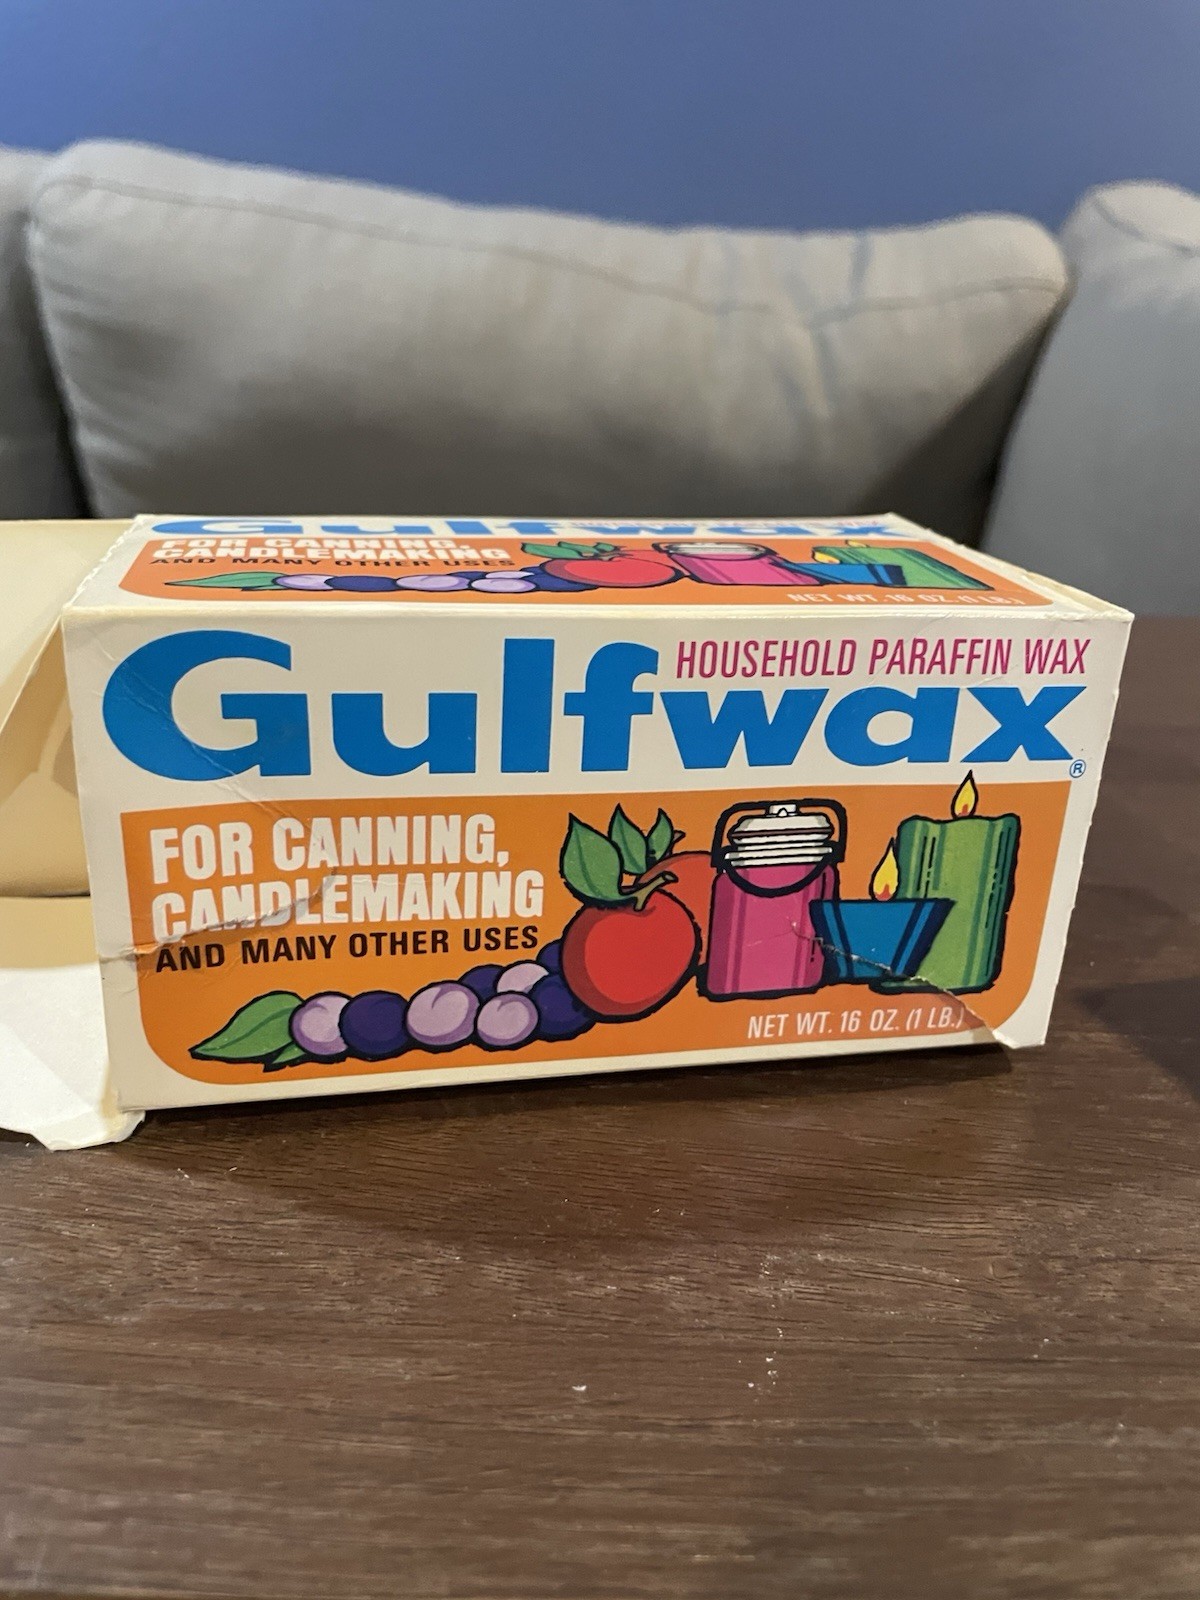 Gulfwax
FOR CANNING,
CANDLEMAKING
AND MANY OTHER USES
NET WT. 16 OZ. (1 LB.)
HOUSEHOLD PARAFFIN WAX
Gulfwax®
FOR CANNING,
CANDLEMAKING
AND MANY OTHER USES
NET WT. 16 OZ. (1 LB.)